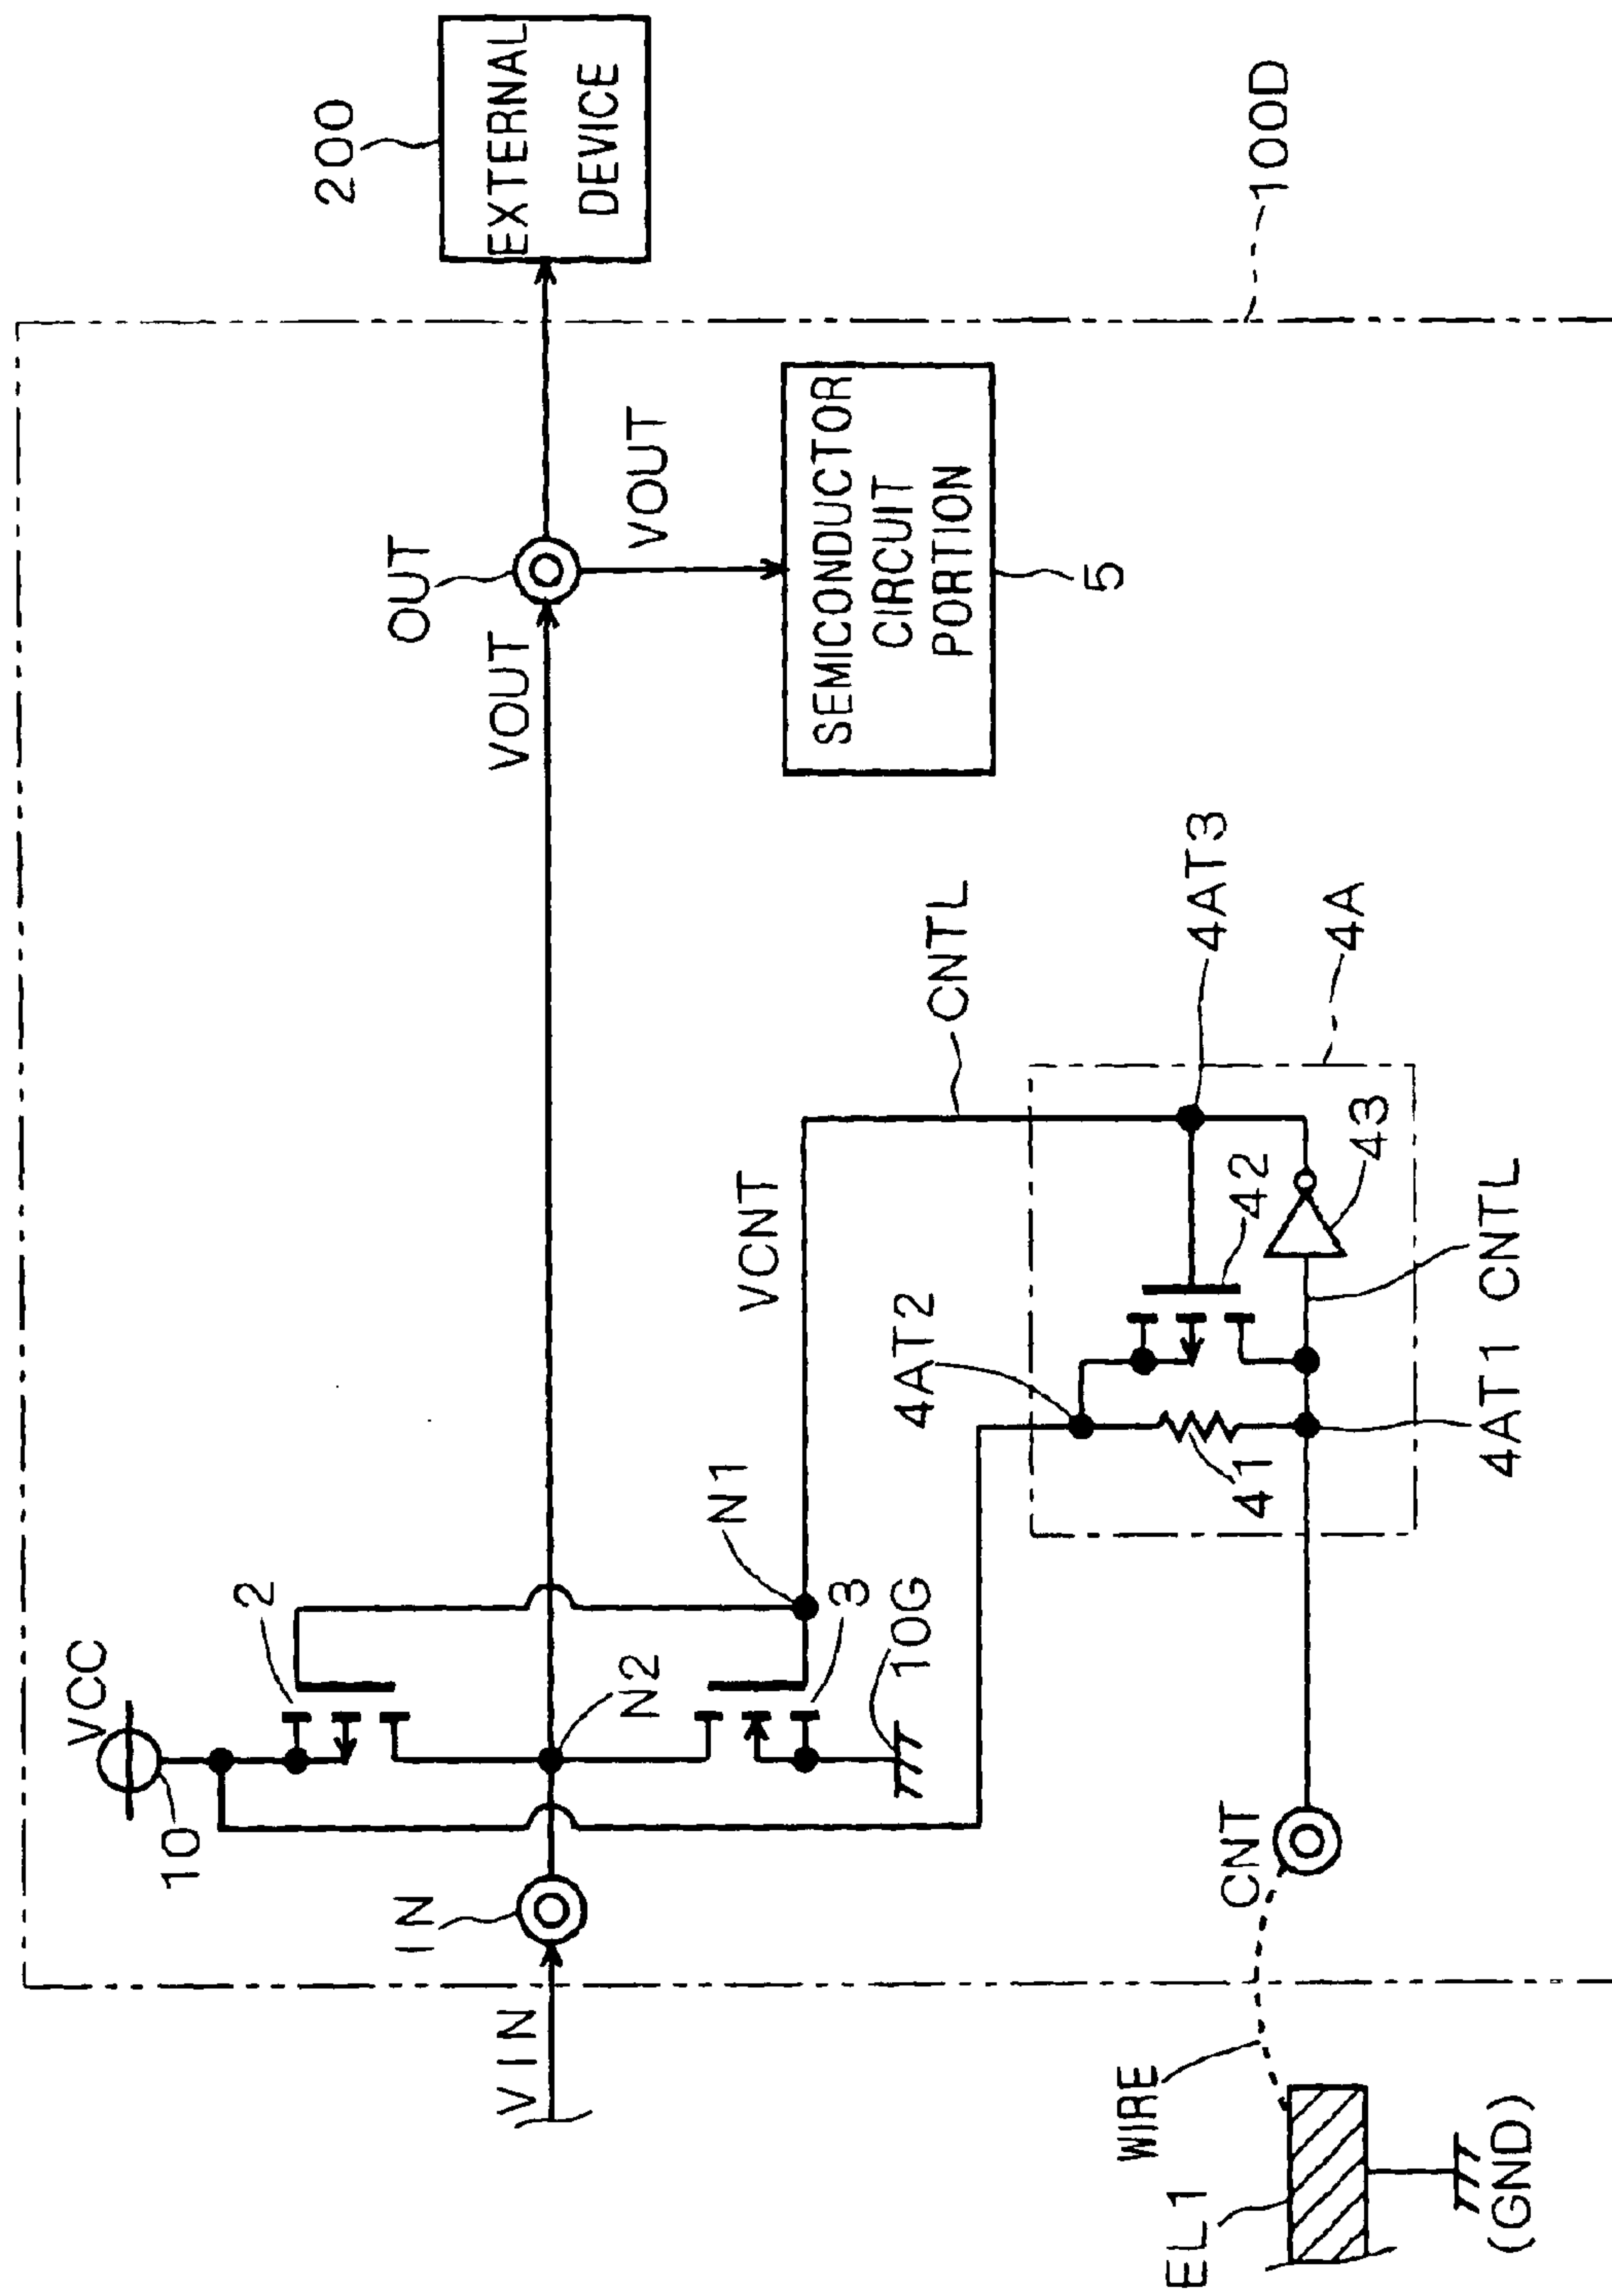 EXTERNAL
DEVICE
200
100D
VOUT
OUT
VOUT
SEMICONDUCTOR
CIRCUIT
PORTION
5
CNTL
4AT3
4A
VCNT
4AT2
42
43
41
4AT1 CNTL
N1
2
VCC
10
N2
3
10G
IN
VIN
CNT
WIRE
EL1
(GND)